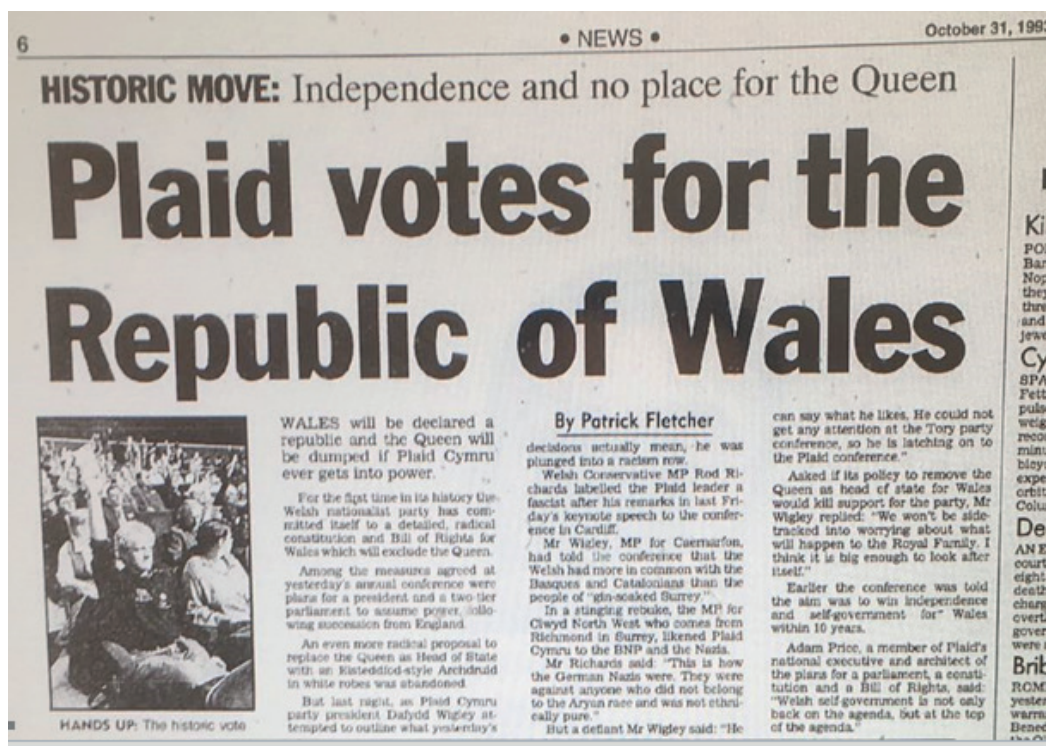 6
• NEWS •
October 31, 199
HISTORIC MOVE: Independence and no place for the Queen
Plaid votes for the
Republic of Wales
HANDS UP: The historic vote
WALES will be declared a
republic and the Queen will
be dumped if Plaid Cymru
ever gets into power.
For the first time in its history the
Welsh nationalist party has com-
mitted itself to a detailed, radical
constitution and Bill of Rights for
Wales which will exclude the Queen.
Among the measures agreed at
yesterday's annual conference were
plans for a president and a two-tier
parliament to assume power, follo-
wing succession from England.
An even more radical proposal to
replace the Queen as Head of State
with an Eisteddfod-style Archdruid
in white robes was abandoned.
But last night, as Plaid Cymru
party president Dafydd Wigley at-
tempted to outline what yesterday's
By Patrick Fletcher
decisions actually mean, he was
plunged into a racism row.
Welsh Conservative MP Rod Ri-
chards labelled the Plaid leader a
fascist after his remarks in last Fri-
day's keynote speech to the confer-
ence in Cardiff.
Mr Wigley, MP for Caernarfon,
had told the conference that the
Welsh had more in common with the
Basques and Catalonians than the
people of "gin-soaked Surrey."
In a stinging rebuke, the MP for
Clwyd North West who comes from
Richmond in Surrey, likened Plaid
Cymru to the BNP and the Nazis.
Mr Richards said: "This is how
the German Nazis were. They were
against anyone who did not belong
to the Aryan race and was not ethni-
cally pure."
But a defiant Mr Wigley said: "He
can say what he likes. He could not
get any attention at the Tory party
conference, so he is latching on to
the Plaid conference."
Asked if its policy to remove the
Queen as head of state for Wales
would kill support for the party, Mr
Wigley replied: "We won't be side-
tracked into worrying about what
will happen to the Royal Family. I
think it is big enough to look after
itself."
Earlier the conference was told
the aim was to win independence
and self-government for Wales
within 10 years.
Adam Price, a member of Plaid's
national executive and architect of
the plans for a parliament, a consti-
tution and a Bill of Rights, said:
"Welsh self-government is not only
back on the agenda, but at the top
of the agenda."